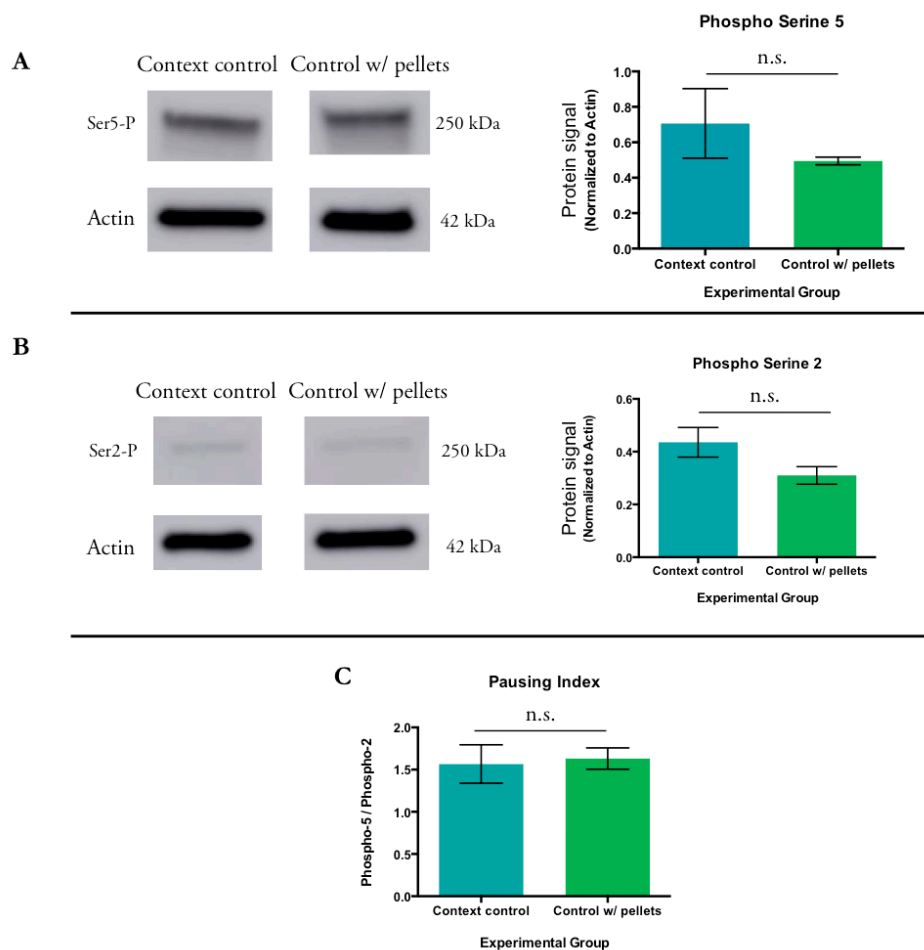 A
Context control Control w/ pellets
Ser5-P
250 kDa
Actin
42 kDa
Phospho Serine 5
n.s.
Protein signal
(Normalized to Actin)
1.0
0.8
0.6
0.4
0.2
0.0
Context control Control w/ pellets
Experimental Group
B
Context control Control w/ pellets
Ser2-P
250 kDa
Actin
42 kDa
Phospho Serine 2
n.s.
Protein signal
(Normalized to Actin)
0.6
0.4
0.2
0.0
Context control Control w/ pellets
Experimental Group
C
Pausing Index
n.s.
Phospho-5 / Phospho-2
2.0
1.5
1.0
0.5
0.0
Context control Control w/ pellets
Experimental Group